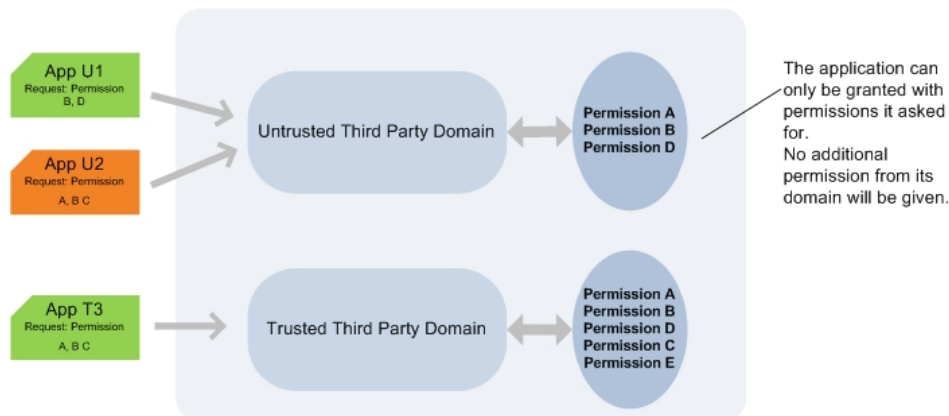 App U1
Request: Permission
B, D
App U2
Request: Permission
A, B C
Untrusted Third Party Domain
Permission A
Permission B
Permission D
The application can
only be granted with
permissions it asked
for.
No additional
permission from its
domain will be given.
App T3
Request: Permission
A, B C
Trusted Third Party Domain
Permission A
Permission B
Permission D
Permission C
Permission E